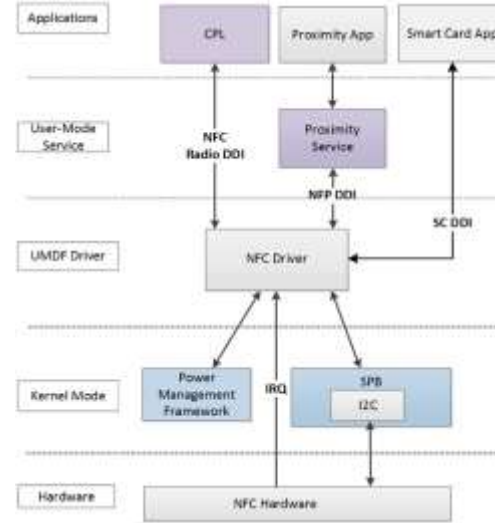 Applications
CPL
Proximity App
Smart Card App
User-Mode
Service
NFC
Radio DDI
Proximity
Service
NFP DDI
SC DDI
UMDF Driver
NFC Driver
Kernel Mode
Power
Management
Framework
IRQ
SPB
I2C
Hardware
NFC Hardware